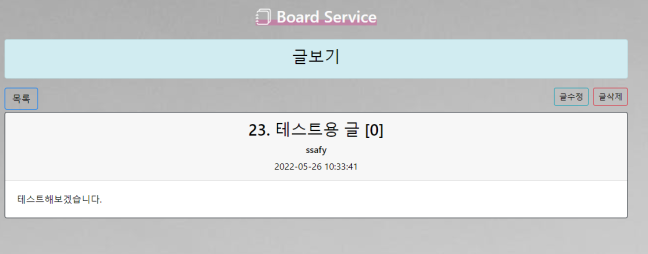 Board Service
글보기
목록
글수정 글삭제
23. 테스트용 글 [0]
ssafy
2022-05-26 10:33:41
테스트해보겠습니다.